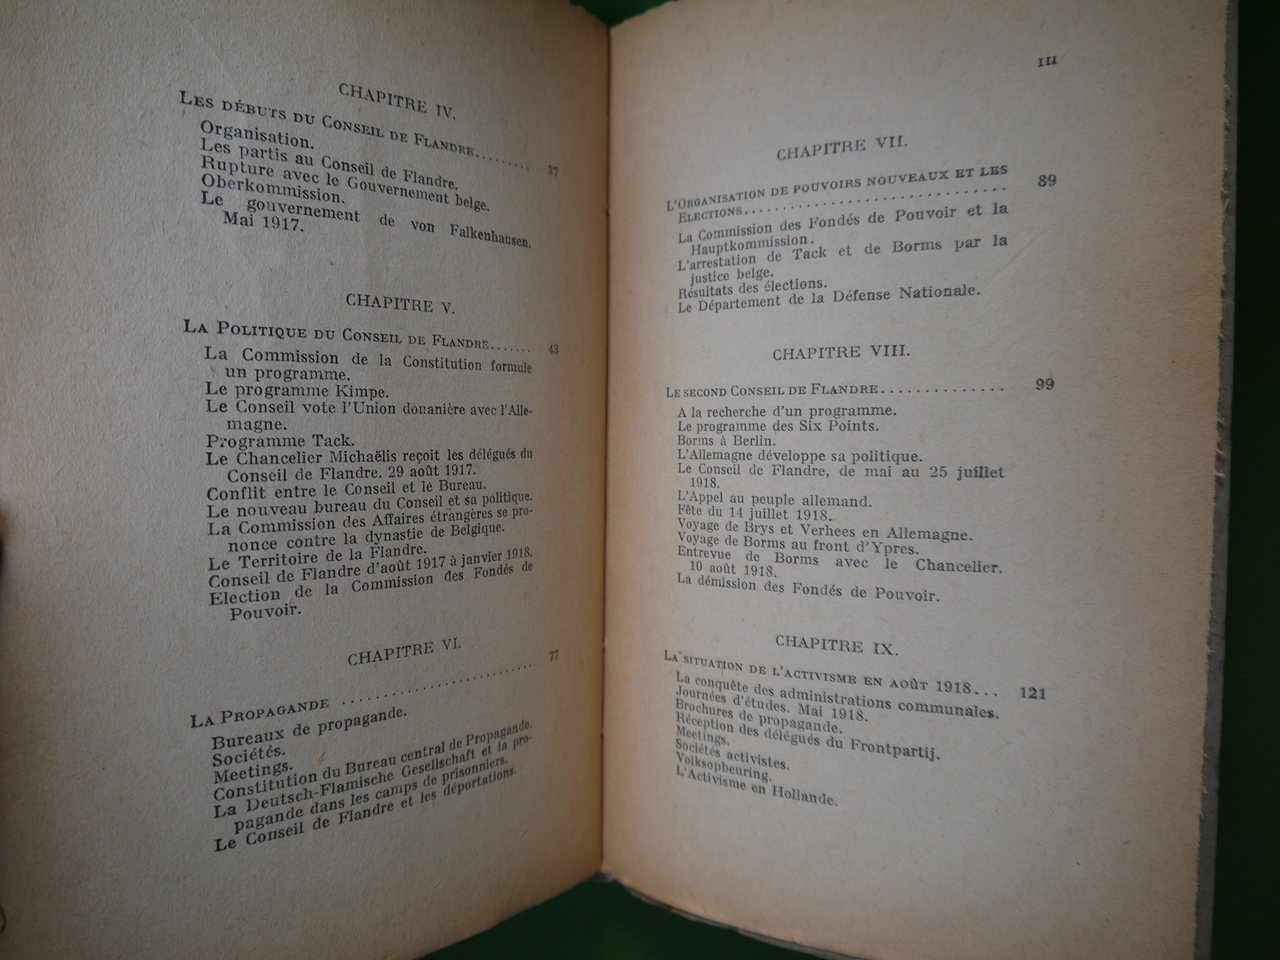 CHAPITRE IV.
LES DÉBUTS DU CONSEIL DE FLANDRE........ 37
Organisation.
Les partis au Conseil de Flandre.
Rupture avec le Gouvernement belge.
Oberkommission.
Le gouvernement de von Falkenhausen.
Mai 1917.
CHAPITRE V.
LA POLITIQUE DU CONSEIL DE FLANDRE....... 43
La Commission de la Constitution formule
un programme.
Le programme Kimpe.
Le Conseil vote l'Union douanière avec l'Alle-
magne.
Programme Tack.
Le Chancelier Michaëlis reçoit les délégués du
Conseil de Flandre. 29 août 1917.
Conflit entre le Conseil et le Bureau.
Le nouveau bureau du Conseil et sa politique.
La Commission des Affaires étrangères se pro-
nonce contre la dynastie de Belgique.
Le Territoire de la Flandre.
Conseil de Flandre d'août 1917 à janvier 1918.
Election de la Commission des Fondés de
Pouvoir.
CHAPITRE VI.
LA PROPAGANDE ........................ 77
Bureaux de propagande.
Sociétés.
Meetings.
Constitution du Bureau central de Propagande.
La Deutsch-Flamische Gesellschaft et la pro-
pagande dans les camps de prisonniers.
Le Conseil de Flandre et les déportations.
III
CHAPITRE VII.
L'ORGANISATION DE POUVOIRS NOUVEAUX ET LES
ELECTIONS.............................. 89
La Commission des Fondés de Pouvoir et la
Hauptkommission.
L'arrestation de Tack et de Borms par la
justice belge.
Résultats des élections.
Le Département de la Défense Nationale.
CHAPITRE VIII.
LE SECOND CONSEIL DE FLANDRE.............. 99
A la recherche d'un programme.
Le programme des Six Points.
Borms à Berlin.
L'Allemagne développe sa politique.
Le Conseil de Flandre, de mai au 25 juillet
1918.
L'Appel au peuple allemand.
Fête du 14 juillet 1918.
Voyage de Brys et Verhees en Allemagne.
Voyage de Borms au front d'Ypres.
Entrevue de Borms avec le Chancelier.
10 août 1918.
La démission des Fondés de Pouvoir.
CHAPITRE IX.
LA SITUATION DE L'ACTIVISME EN AOÛT 1918... 121
La conquête des administrations communales.
Journées d'études. Mai 1918.
Brochures de propagande.
Réception des délégués du Frontpartij.
Meetings.
Sociétés activistes.
Volksopbeuring.
L'Activisme en Hollande.